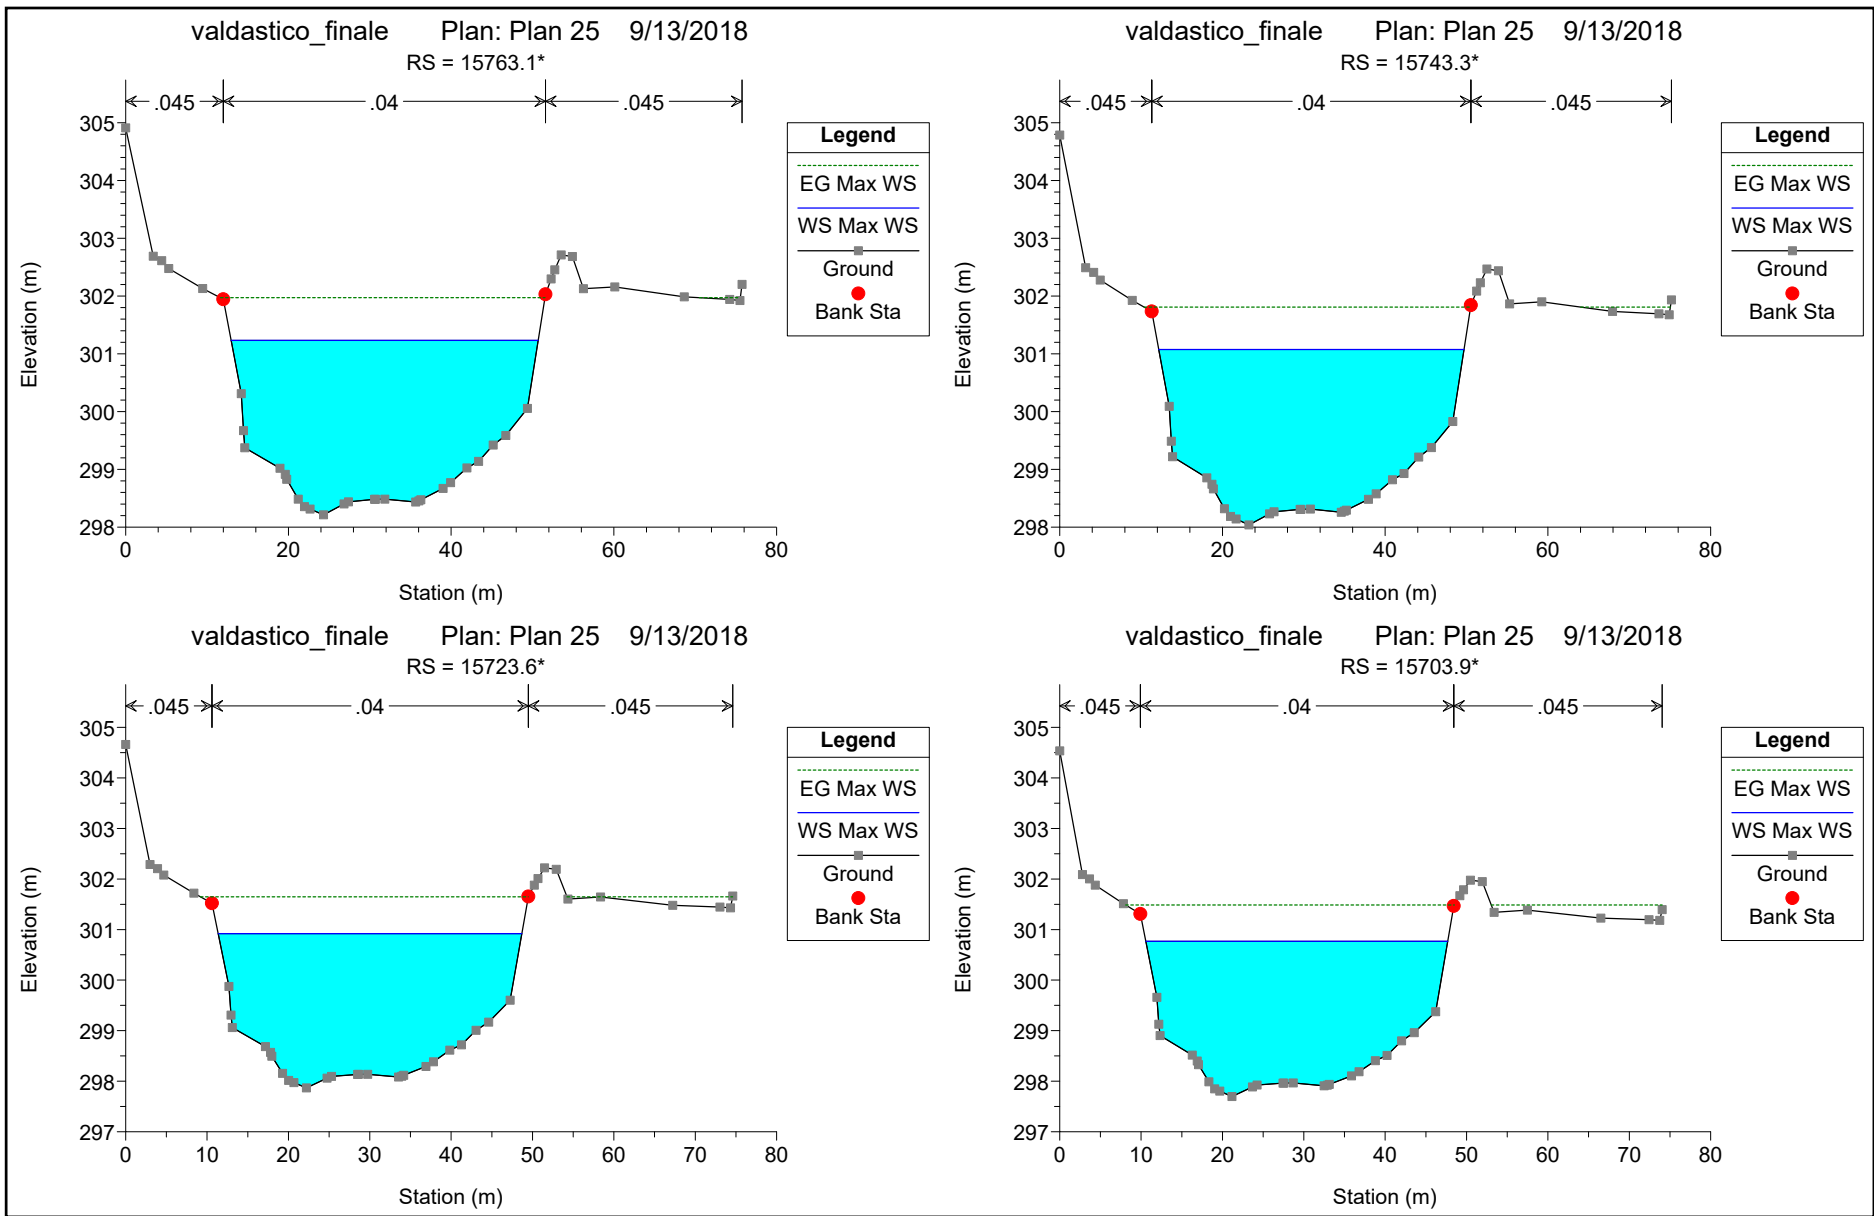 valdastico_finale Plan: Plan 25 9/13/2018
RS = 15763.1*
.045 .04 .045
305
304
303
302
301
300
299
298
0 20 40 60 80
Elevation (m)
Station (m)
Legend
EG Max WS
WS Max WS
Ground
Bank Sta
valdastico_finale Plan: Plan 25 9/13/2018
RS = 15743.3*
.045 .04 .045
305
304
303
302
301
300
299
298
0 20 40 60 80
Elevation (m)
Station (m)
Legend
EG Max WS
WS Max WS
Ground
Bank Sta
valdastico_finale Plan: Plan 25 9/13/2018
RS = 15723.6*
.045 .04 .045
305
304
303
302
301
300
299
298
297
0 10 20 30 40 50 60 70 80
Elevation (m)
Station (m)
Legend
EG Max WS
WS Max WS
Ground
Bank Sta
valdastico_finale Plan: Plan 25 9/13/2018
RS = 15703.9*
.045 .04 .045
305
304
303
302
301
300
299
298
297
0 10 20 30 40 50 60 70 80
Elevation (m)
Station (m)
Legend
EG Max WS
WS Max WS
Ground
Bank Sta